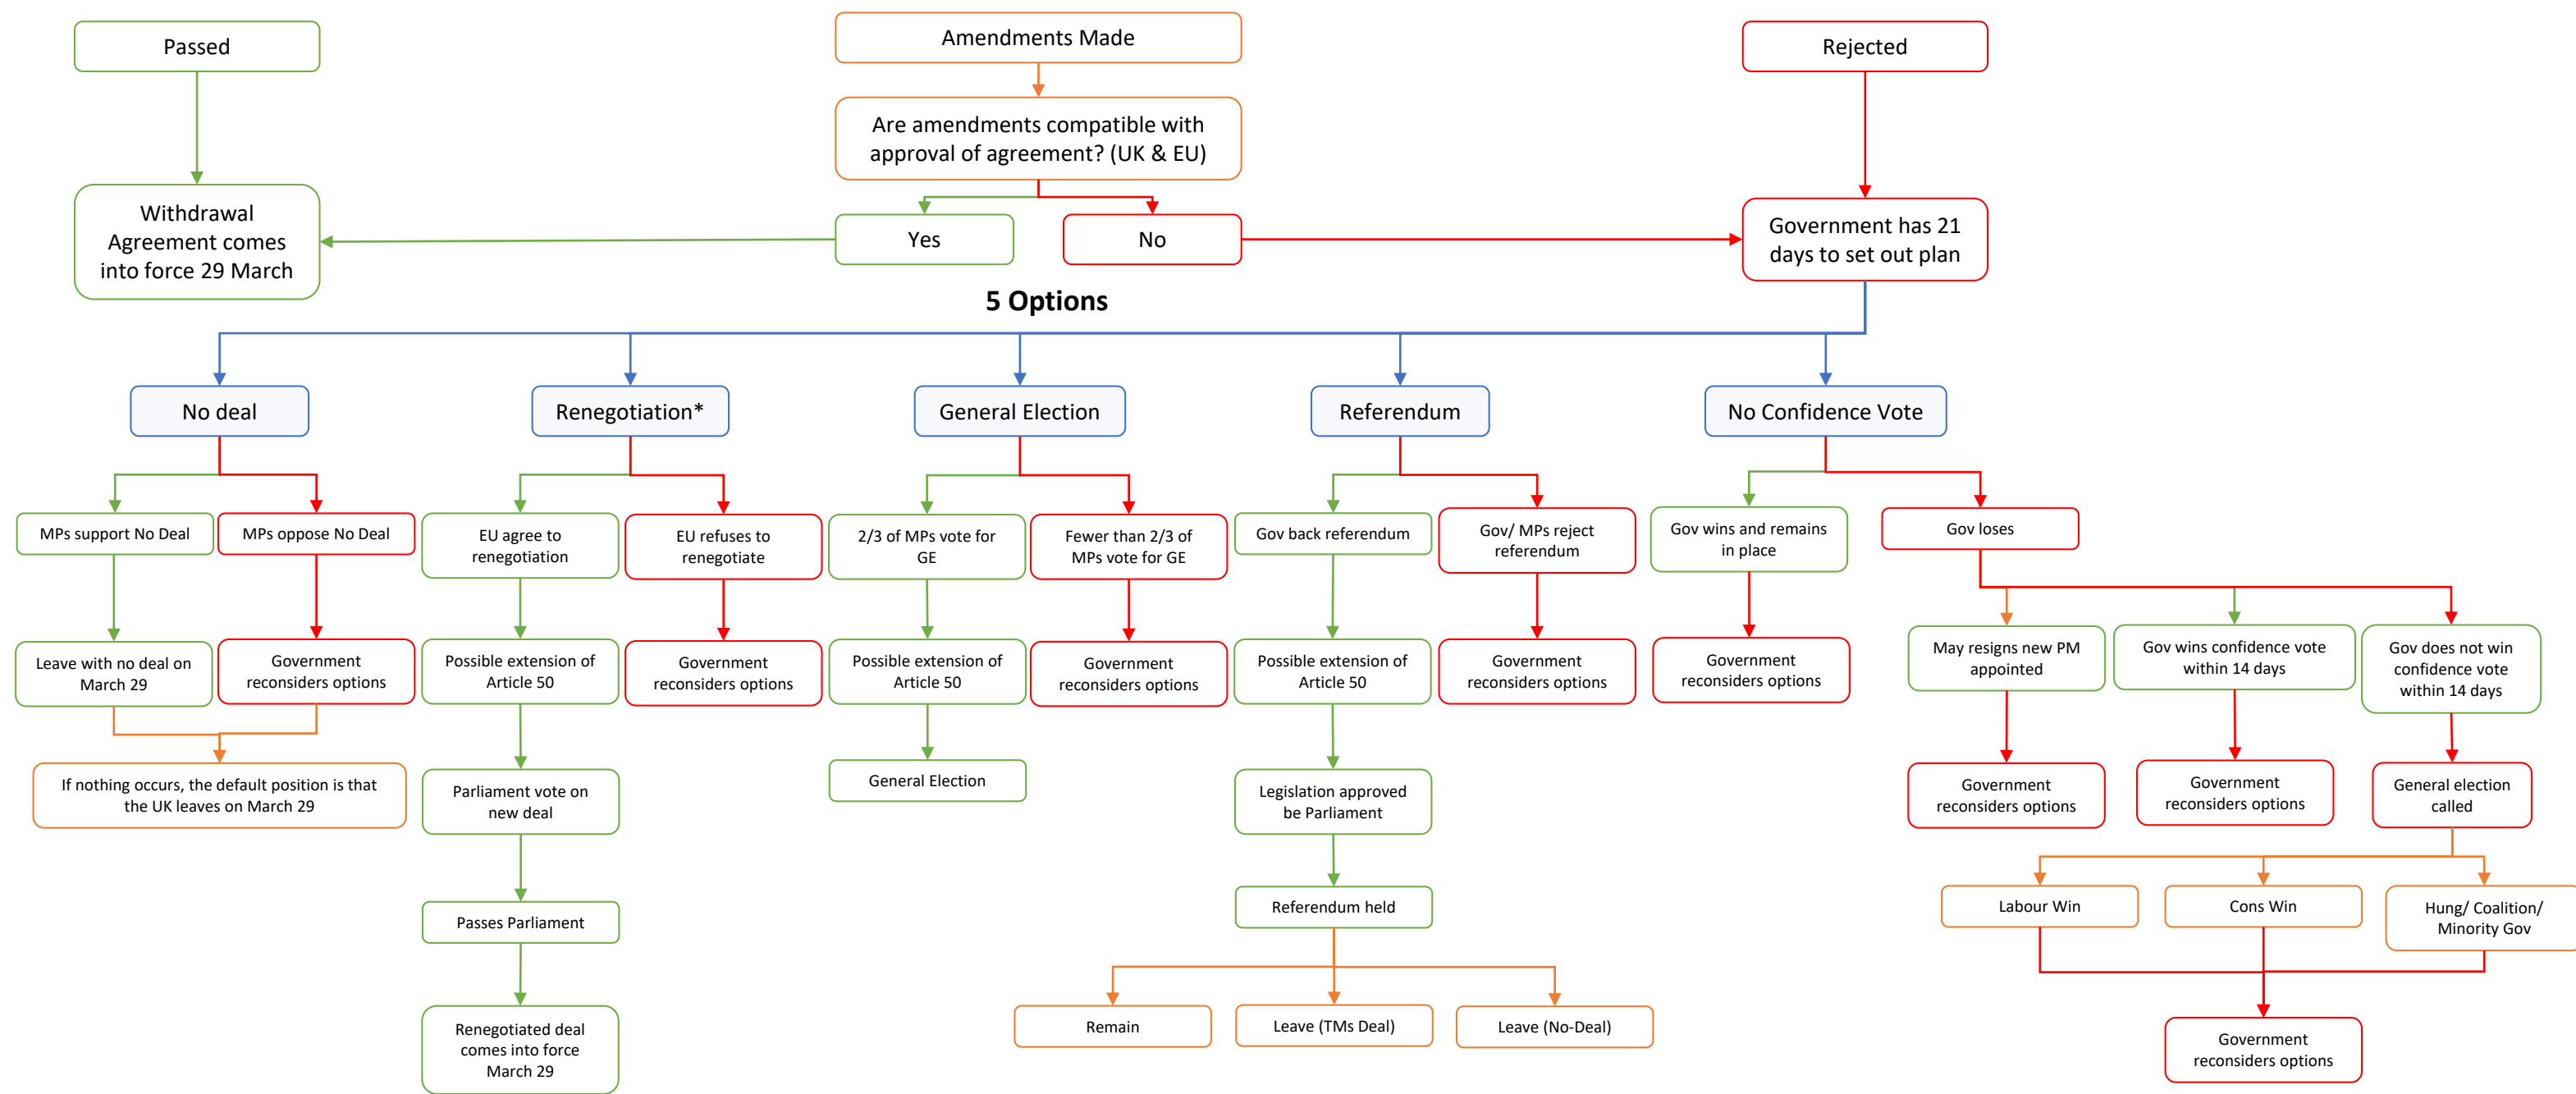 Passed
Amendments Made
Rejected
Are amendments compatible with
approval of agreement? (UK & EU)
Withdrawal
Agreement comes
into force 29 March
Yes
No
Government has 21
days to set out plan
5 Options
No deal
Renegotiation*
General Election
Referendum
No Confidence Vote
MPs support No Deal
MPs oppose No Deal
EU agree to
renegotiation
EU refuses to
renegotiate
2/3 of MPs vote for
GE
Fewer than 2/3 of
MPs vote for GE
Gov back referendum
Gov/ MPs reject
referendum
Gov wins and remains
in place
Gov loses
Leave with no deal on
March 29
Government
reconsiders options
Possible extension of
Article 50
Government
reconsiders options
Possible extension of
Article 50
Government
reconsiders options
Possible extension of
Article 50
Government
reconsiders options
Government
reconsiders options
May resigns new PM
appointed
Gov wins confidence vote
within 14 days
Gov does not win
confidence vote
within 14 days
If nothing occurs, the default position is that
the UK leaves on March 29
Parliament vote on
new deal
General Election
Legislation approved
be Parliament
Government
reconsiders options
Government
reconsiders options
General election
called
Passes Parliament
Referendum held
Labour Win
Cons Win
Hung/ Coalition/
Minority Gov
Renegotiated deal
comes into force
March 29
Remain
Leave (TMs Deal)
Leave (No-Deal)
Government
reconsiders options